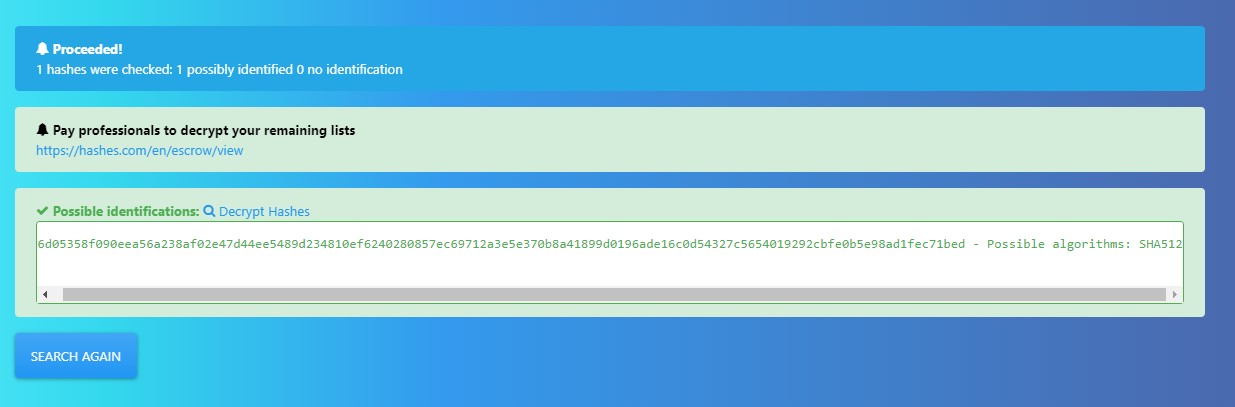 Proceeded!
1 hashes were checked: 1 possibly identified 0 no identification
Pay professionals to decrypt your remaining lists
https://hashes.com/en/escrow/view
Possible identifications: Decrypt Hashes
6d05358f090eea56a238af02e47d44ee5489d234810ef6240280857ec69712a3e5e370b8a41899d0196ade16c0d54327c5654019292cbfe0b5e98ad1fec71bed - Possible algorithms: SHA512
SEARCH AGAIN